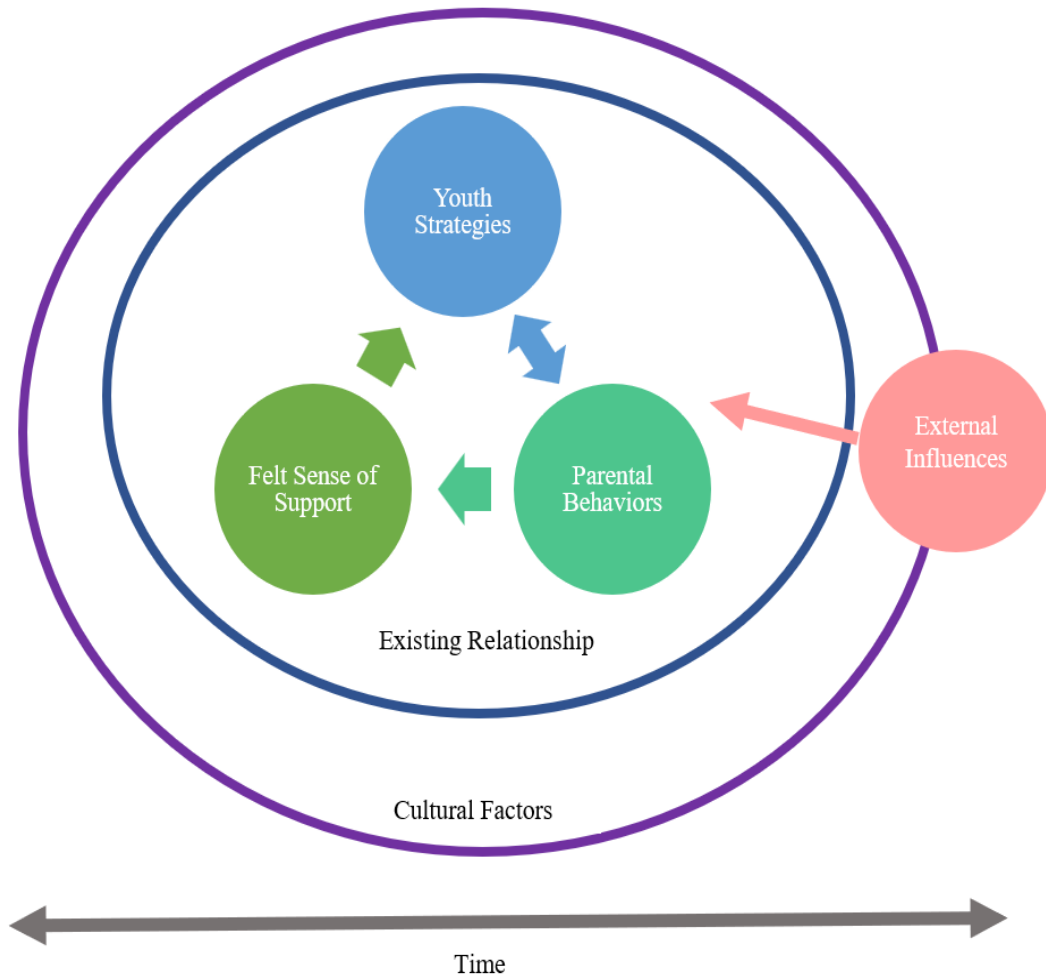 Youth
Strategies
Felt Sense of
Support
Parental
Behaviors
External
Influences
Existing Relationship
Cultural Factors
Time